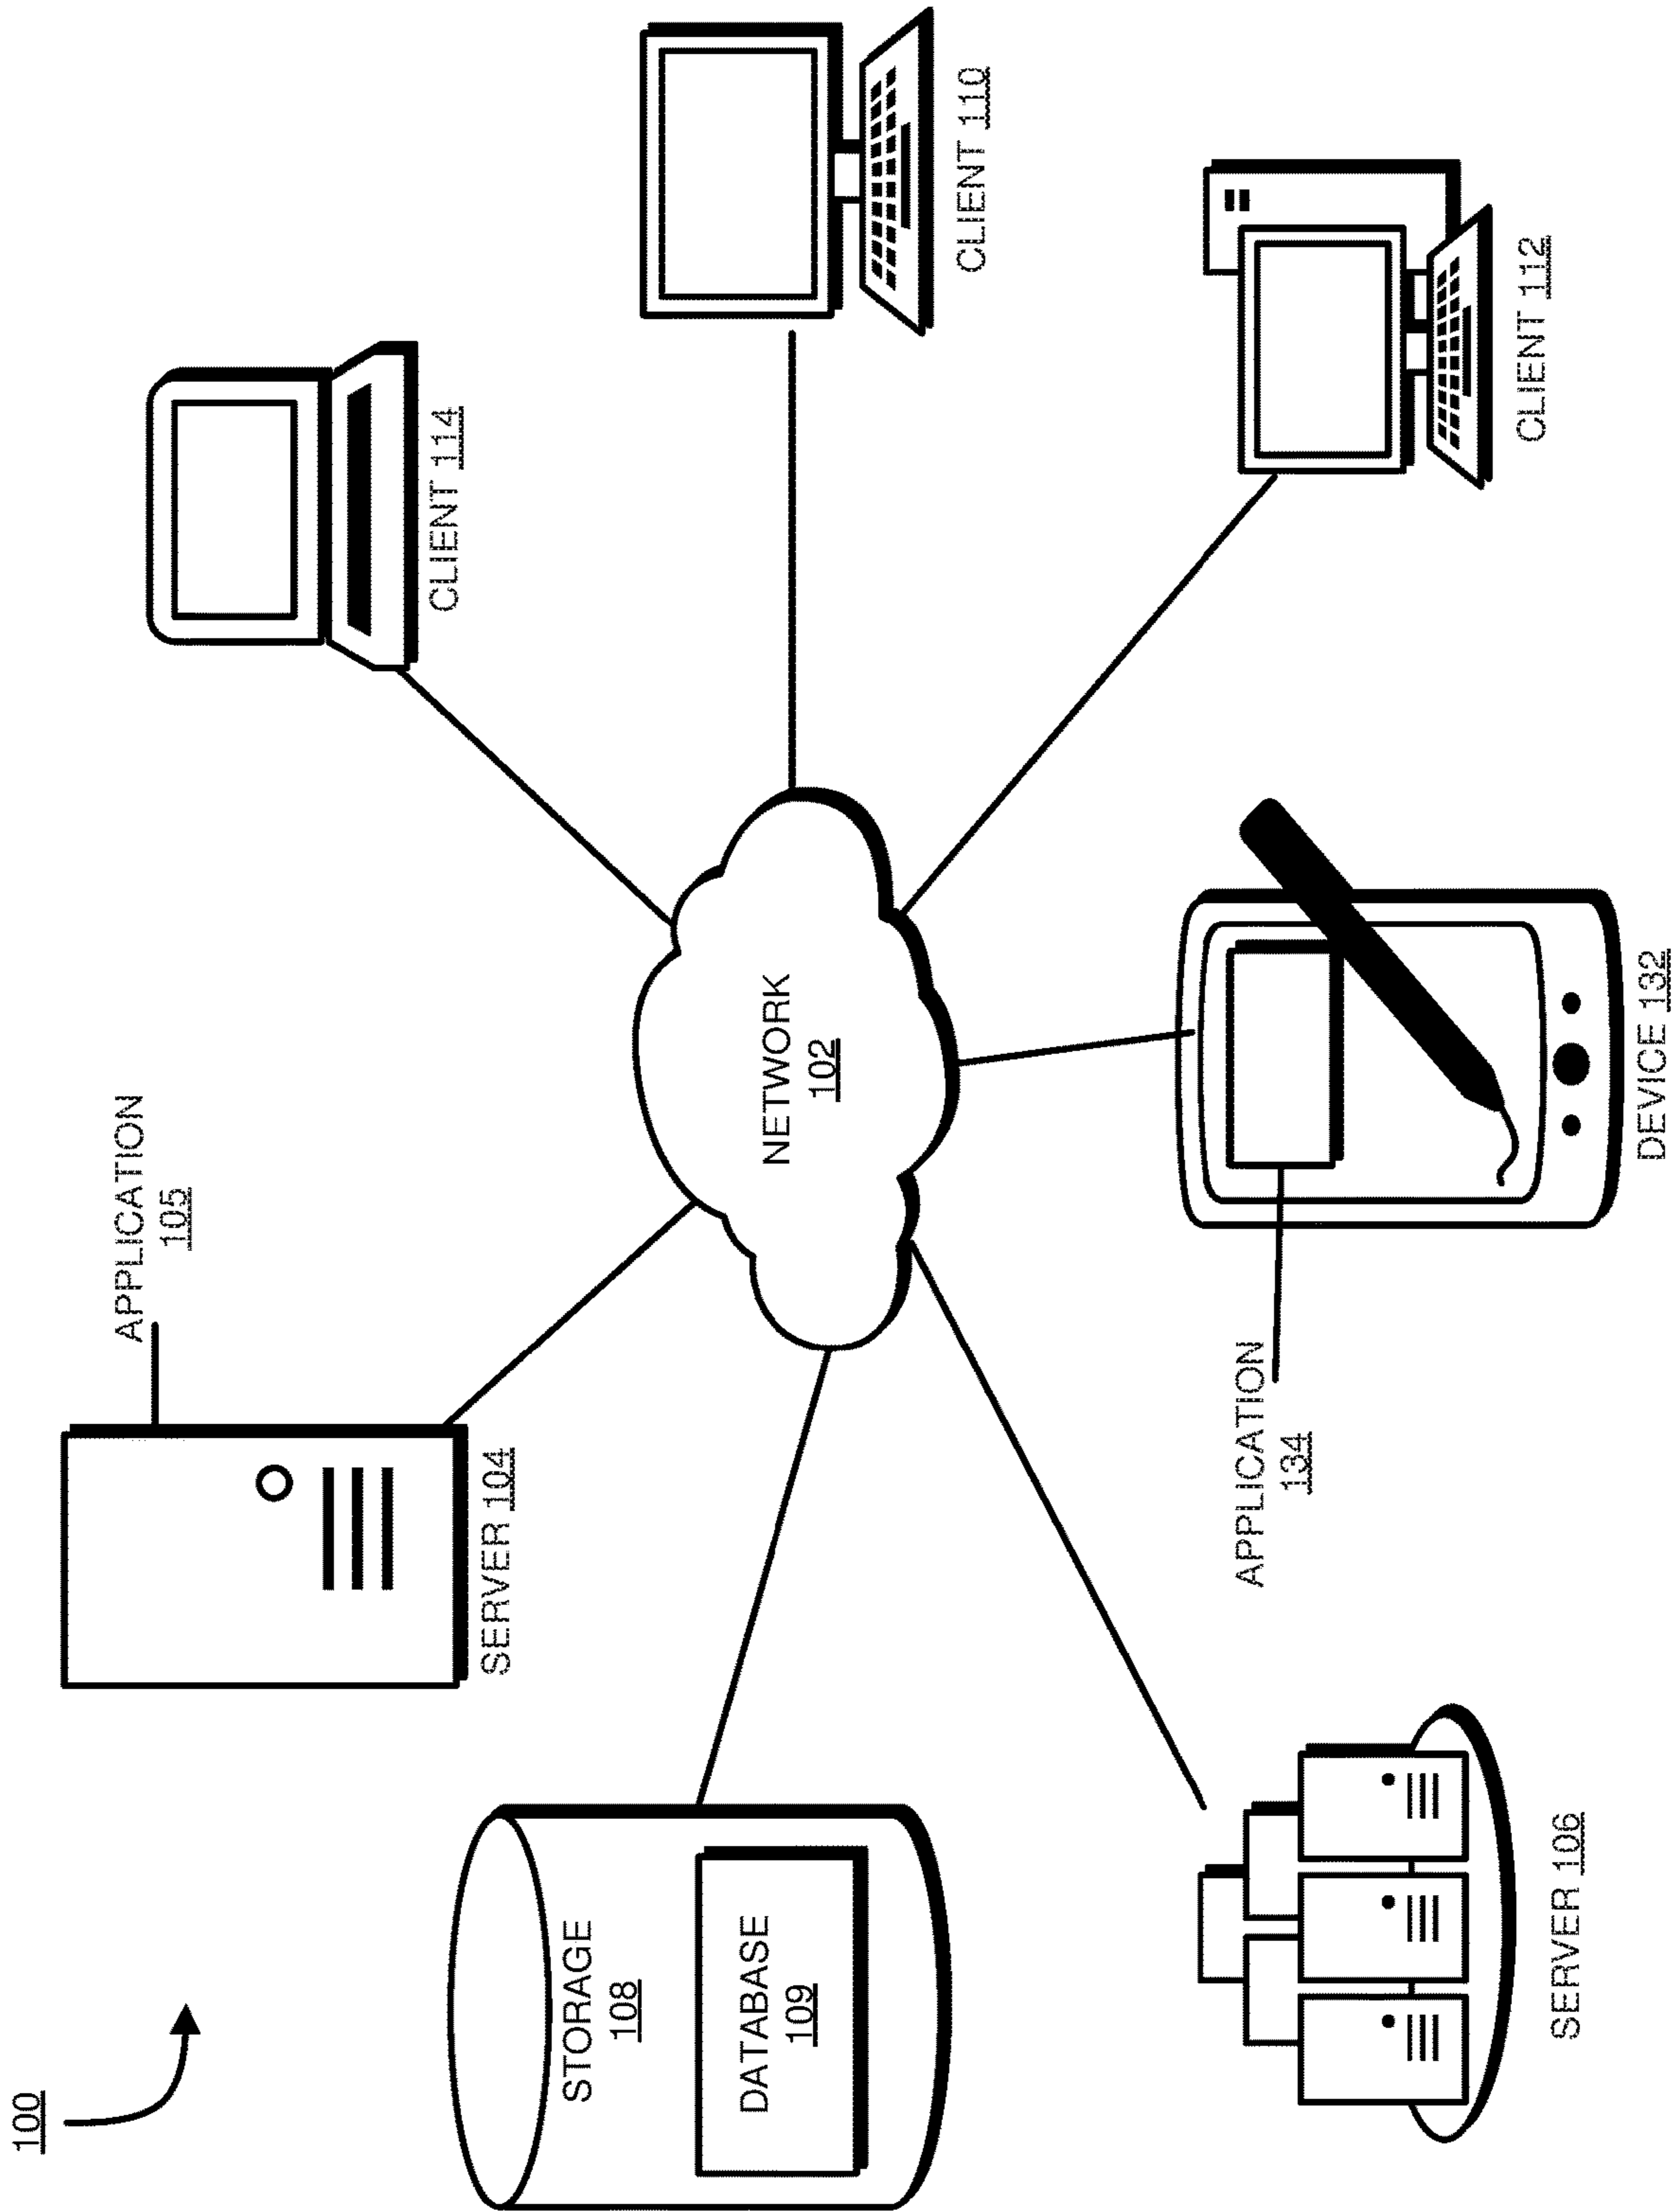 100
APPLICATION
105
SERVER 104
CLIENT 114
STORAGE
108
DATABASE
109
NETWORK
102
CLIENT 110
APPLICATION
134
SERVER 106
DEVICE 132
CLIENT 112